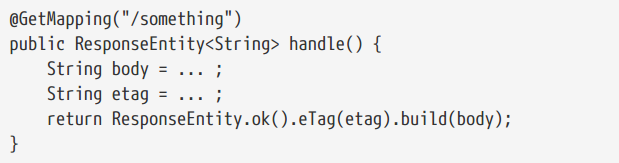 @GetMapping("/something")
public ResponseEntity<String> handle() {
    String body = ... ;
    String etag = ... ;
    return ResponseEntity.ok().eTag(etag).build(body);
}